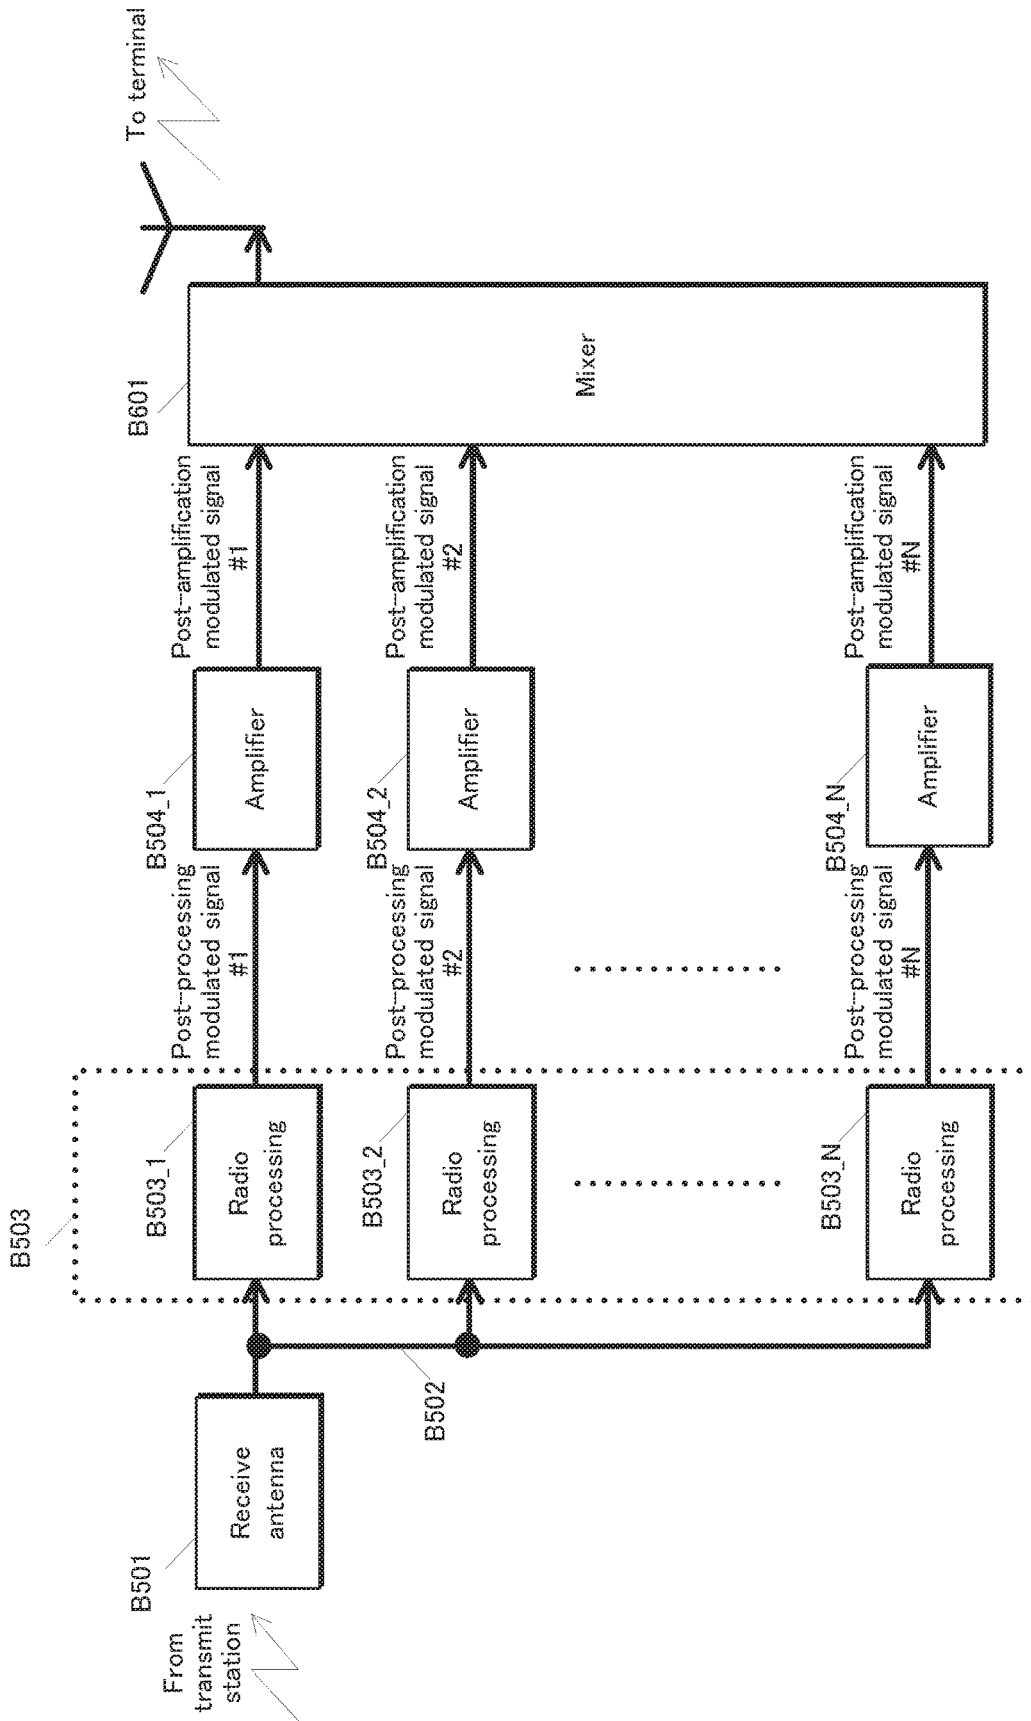 From
transmit
station
B501
Receive
antenna
B502
B503
B503_1
Radio
processing
B503_2
Radio
processing
B503_N
Radio
processing
Post-processing
modulated signal
#1
Post-processing
modulated signal
#2
Post-processing
modulated signal
#N
B504_1
Amplifier
B504_2
Amplifier
B504_N
Amplifier
Post-amplification
modulated signal
#1
Post-amplification
modulated signal
#2
Post-amplification
modulated signal
#N
B601
Mixer
To terminal